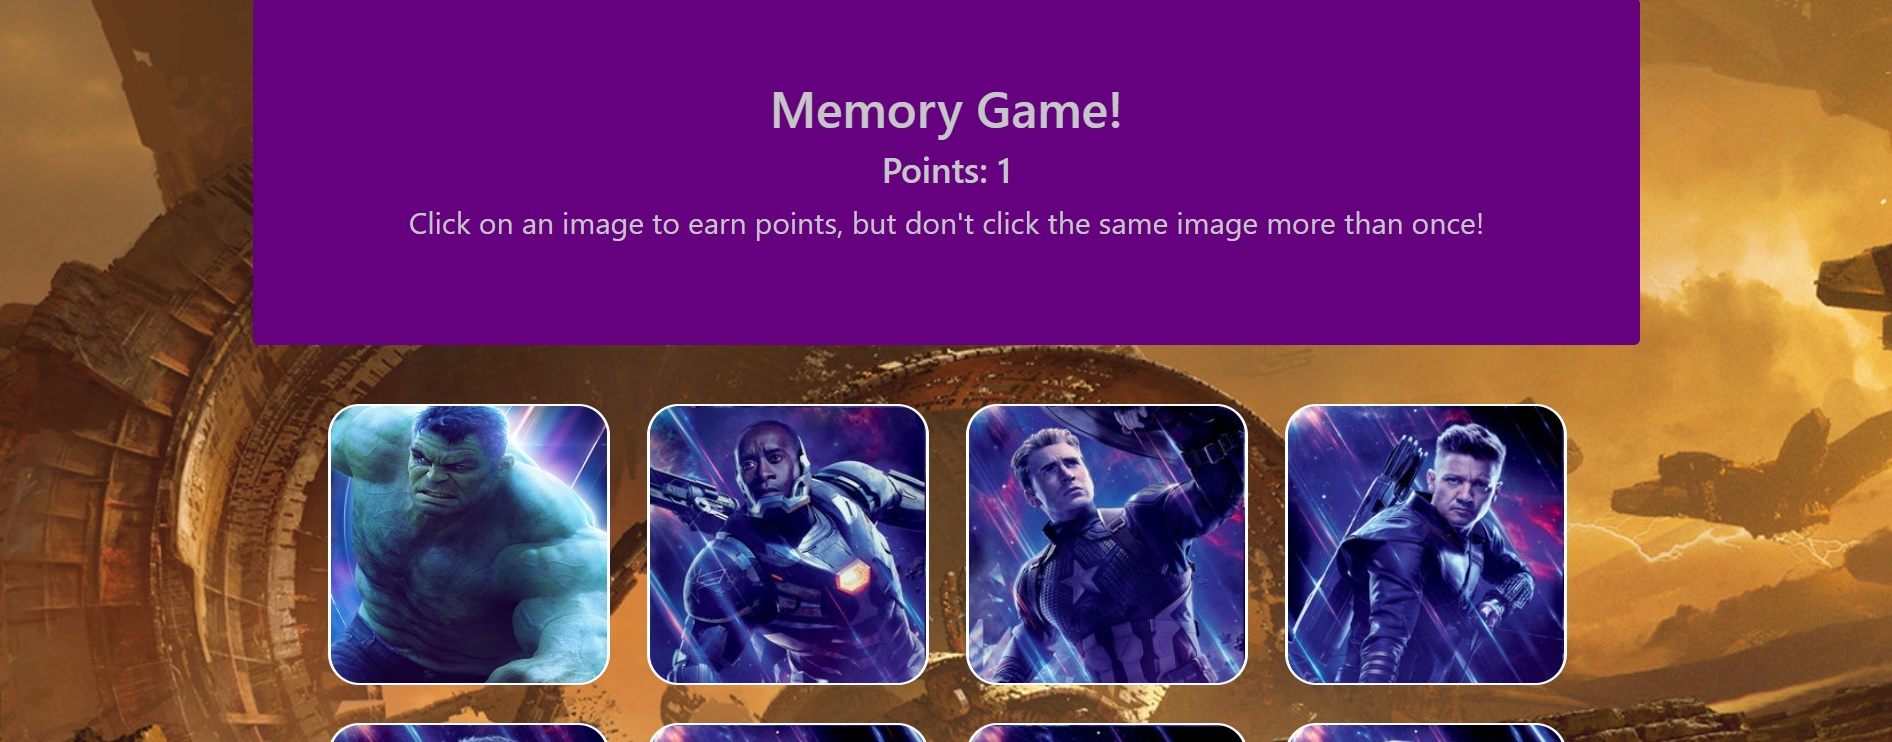 Memory Game!
Points: 1
Click on an image to earn points, but don't click the same image more than once!